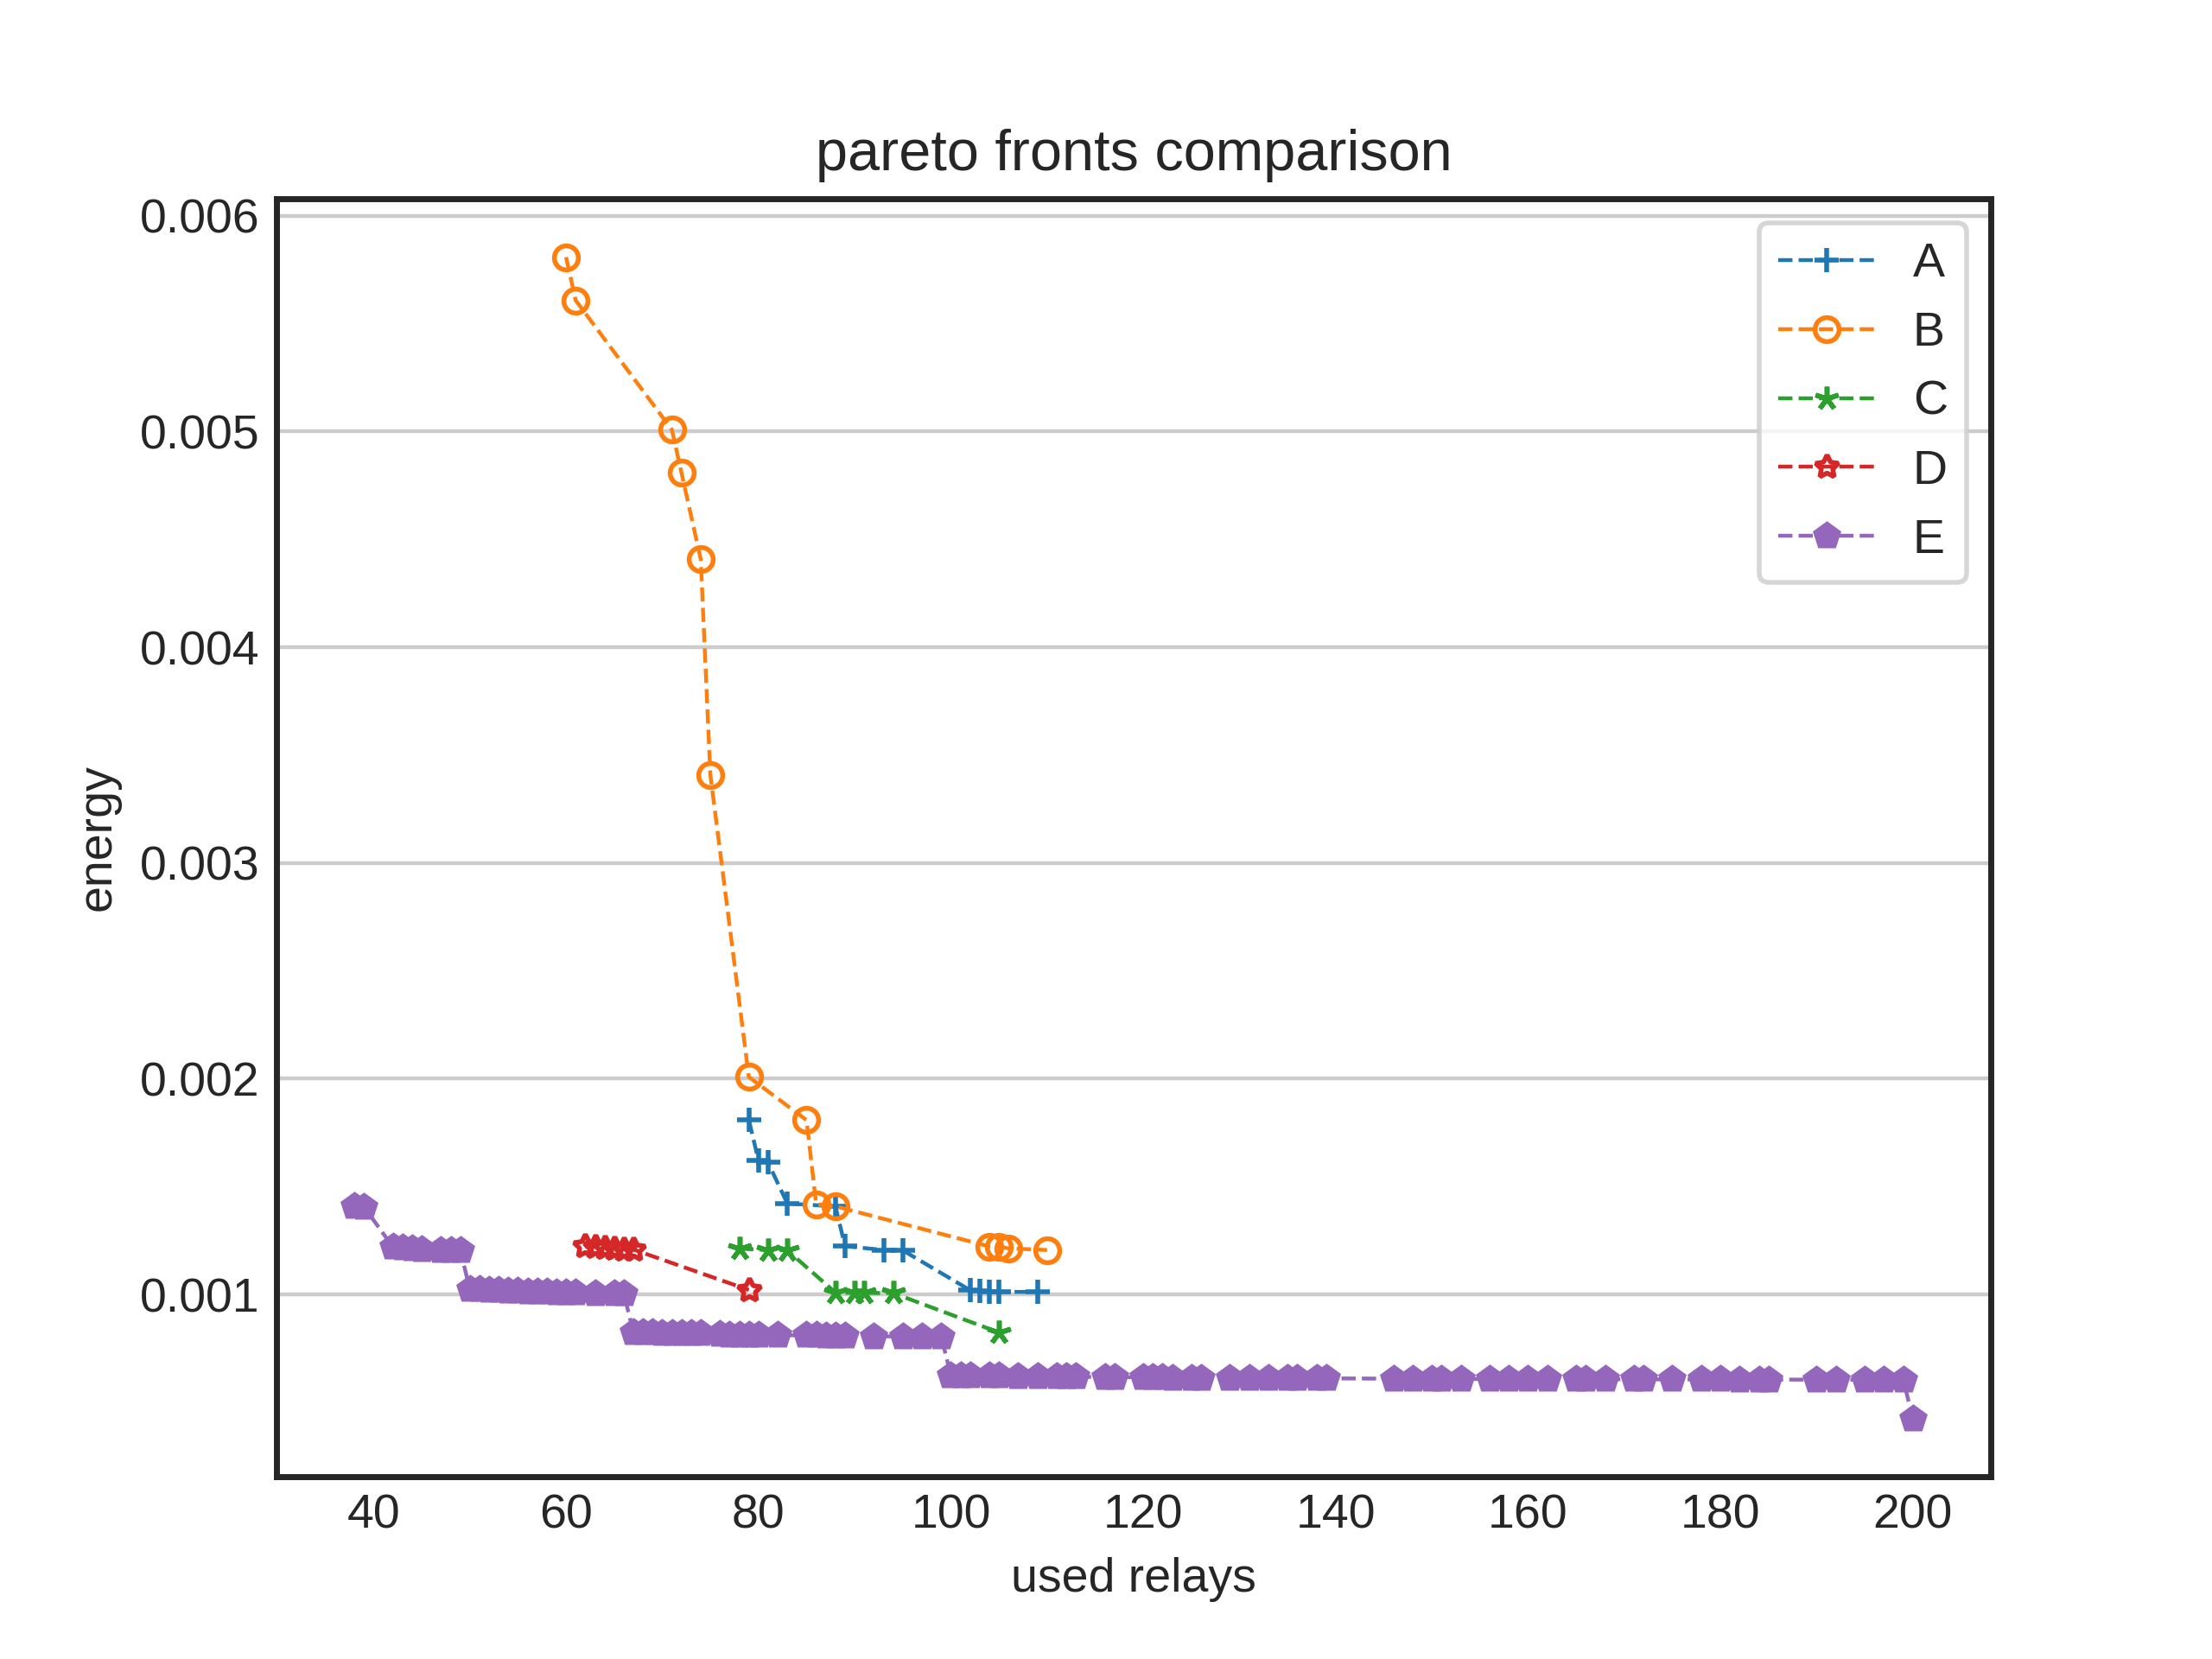 pareto fronts comparison
0.006
0.005
0.004
0.003
0.002
0.001
energy
A
B
C
D
E
40 60 80 100 120 140 160 180 200
used relays